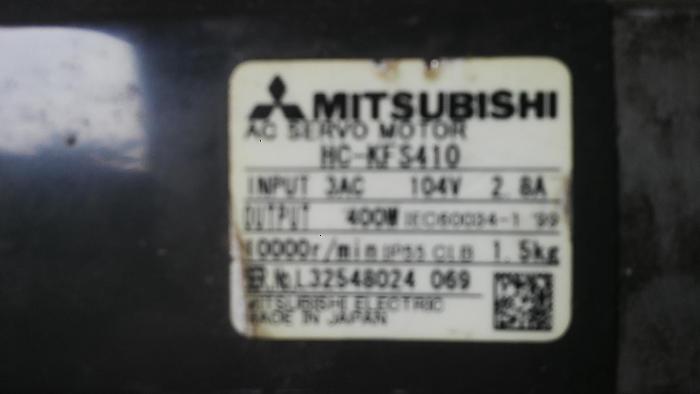 MITSUBISHI
AC SERVO MOTOR
HC-KFS410
INPUT 3AC 104V 2.8A
OUTPUT 400W IEC60034-1 '99
10000r/min IP55 Cl.B 1.5kg
SER.No.L32548024 069
MITSUBISHI ELECTRIC
MADE IN JAPAN